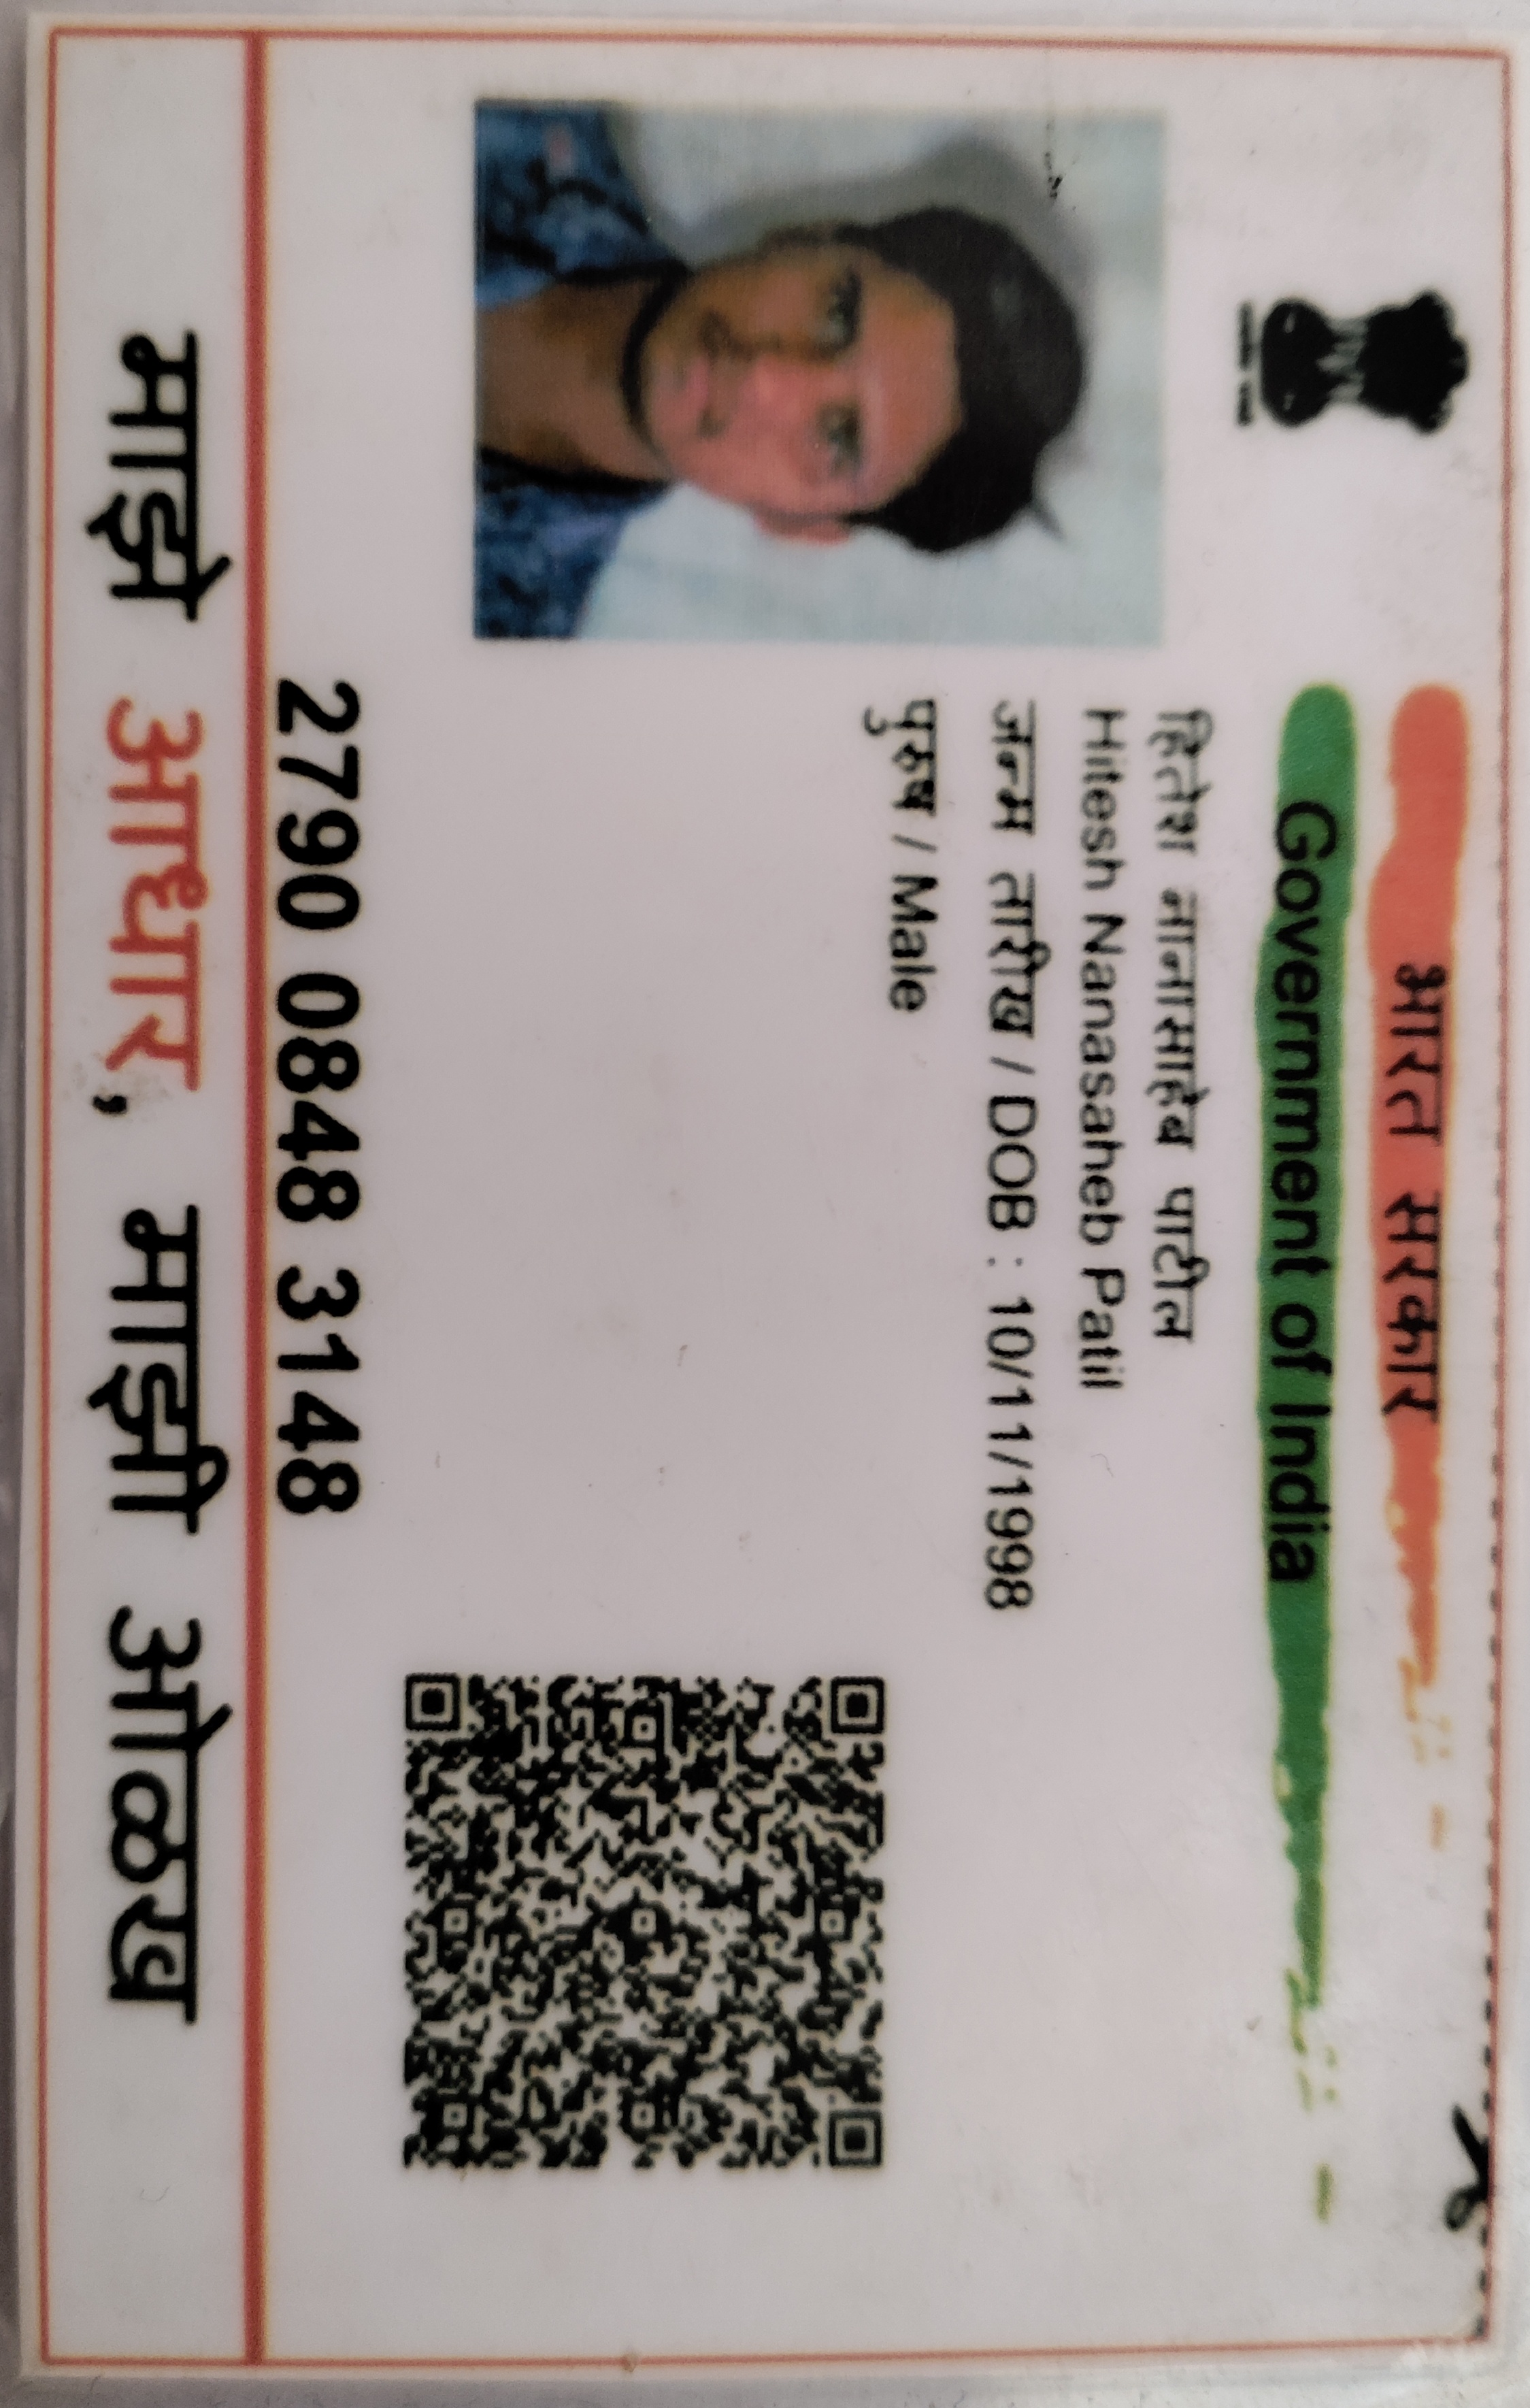 भारत सरकार
Government of India
हितेश नानासाहेब पाटील
Hitesh Nanasaheb Patil
जन्म तारीख / DOB : 10/11/1998
पुरुष / Male
2790 0848 3148
माझे आधार, माझी ओळख